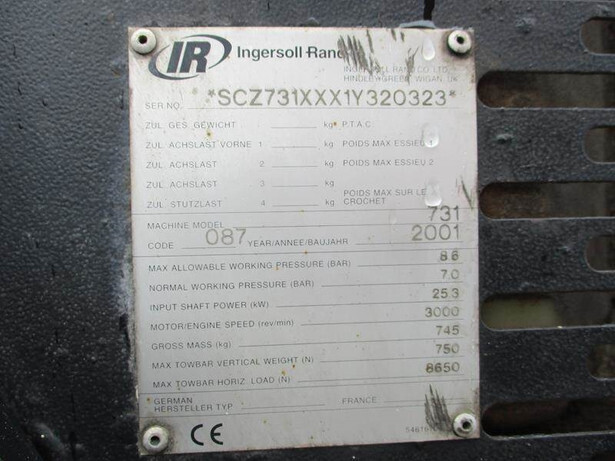 IR Ingersoll-Rand
INGERSOLL RAND CO. LTD.
HINDLEY GREEN, WIGAN, UK
SER NO. *SCZ731XXX1Y320323*
ZUL. GES. GEWICHT kg P.T.A.C
ZUL. ACHSLAST VORNE 1 kg POIDS MAX ESSIEU 1
ZUL. ACHSLAST 2 kg POIDS MAX ESSIEU 2
ZUL. ACHSLAST 3 kg
ZUL. STUTZLAST 4 kg POIDS MAX SUR LE CROCHET
MACHINE MODEL 731
CODE 087 YEAR/ANNEE/BAUJAHR 2001
MAX ALLOWABLE WORKING PRESSURE (BAR) 8.6
NORMAL WORKING PRESSURE (BAR) 7.0
INPUT SHAFT POWER (kW) 25.3
MOTOR/ENGINE SPEED (rev/min) 3000
GROSS MASS (kg) 745
MAX TOWBAR VERTICAL WEIGHT (N) 750
MAX TOWBAR HORIZ. LOAD (N) 8650
GERMAN
HERSTELLER TYP FRANCE
CE